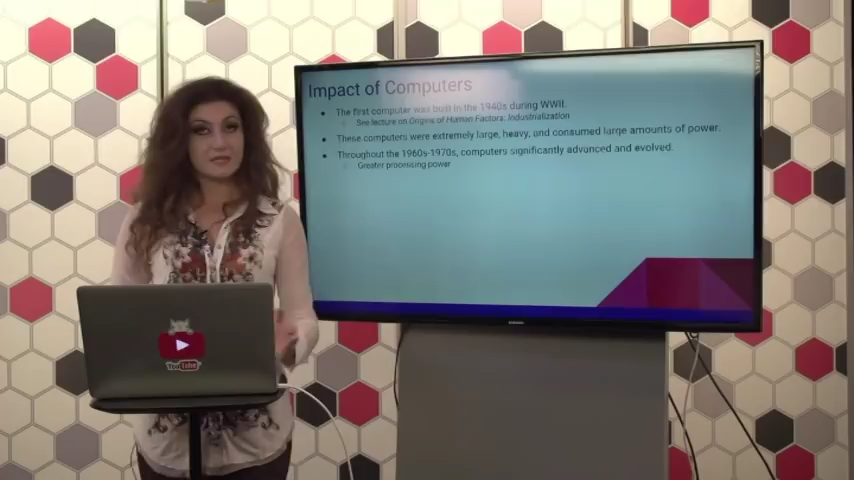 Impact of Computers
The first computer was built in the 1940s during WWII.
See lecture on Origins of Human Factors: Industrialization
These computers were extremely large, heavy, and consumed large amounts of power.
Throughout the 1960s-1970s, computers significantly advanced and evolved.
Greater processing power
SAMSUNG
YouTube